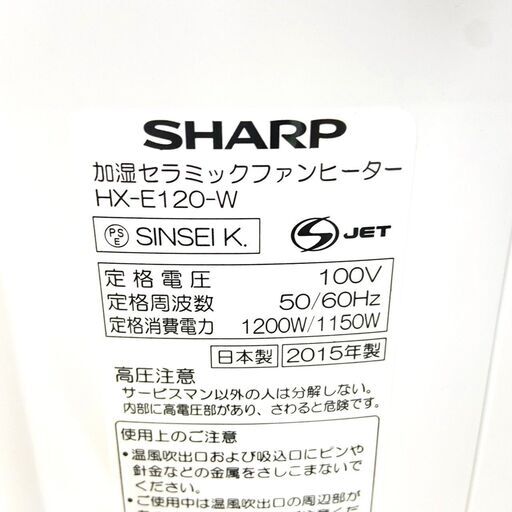 SHARP
加湿セラミックファンヒーター
HX-E120-W
PSE SINSEI K. S JET
定格電圧 100V
定格周波数 50/60Hz
定格消費電力 1200W/1150W
日本製 2015年製
高圧注意
サービスマン以外の人は分解しない。
内部に高電圧部があり、さわると危険です。
使用上のご注意
●温風吹出口および吸込口にピンや
針金などの金属をさしこまないで
ください。
●ご使用中は温風吹出口の周辺部が